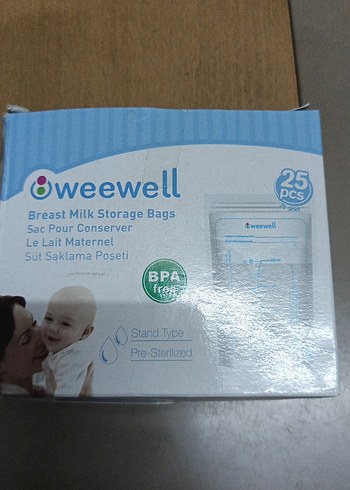 weewell
25
pcs
Breast Milk Storage Bags
Sac Pour Conserver
Le Lait Maternel
Süt Saklama Poşeti
weewell
BPA
free
Stand Type
Pre-Sterilized